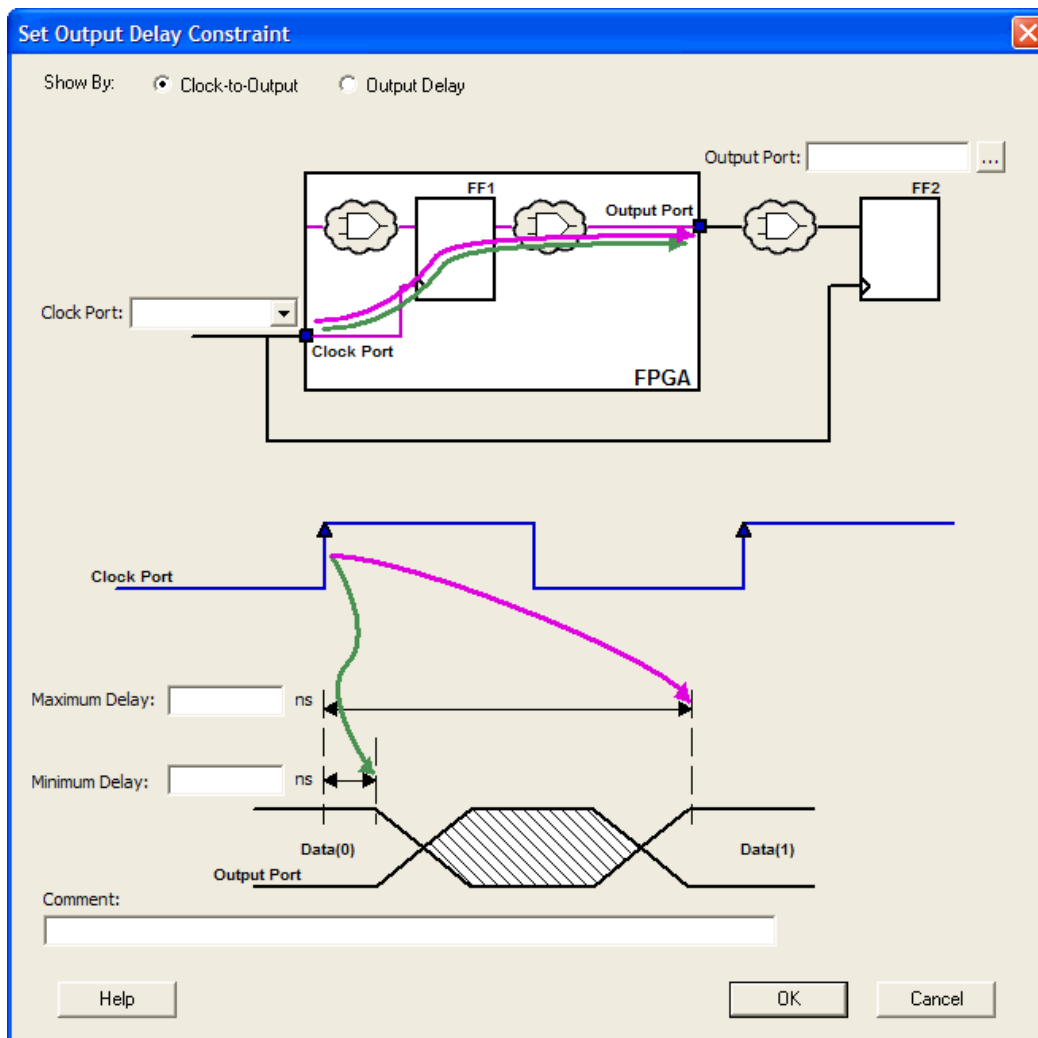 Set Output Delay Constraint
Show By: Clock-to-Output Output Delay
Output Port: ...
FF1 FF2
Output Port
Clock Port:
Clock Port
FPGA
Clock Port
Maximum Delay: ns
Minimum Delay: ns
Data(0) Data(1)
Output Port
Comment:
Help OK Cancel